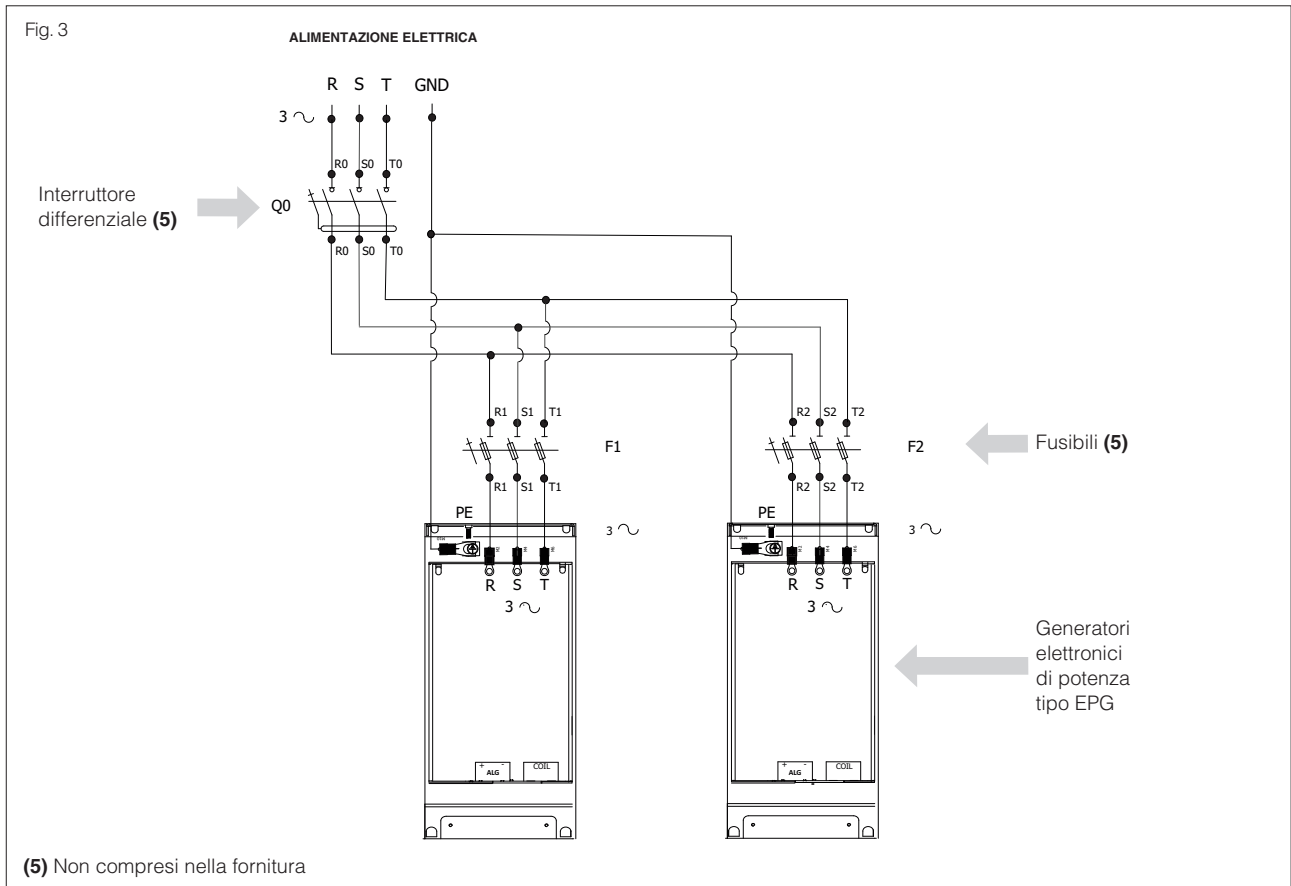 Fig. 3
ALIMENTAZIONE ELETTRICA
R S T GND
3
R0 S0 T0
Interruttore
differenziale (5)
Q0
R0 S0 T0
R1 S1 T1
R2 S2 T2
F1
F2
Fusibili (5)
R1 S1 T1
R2 S2 T2
PE
3
PE
3
R S T
3
R S T
3
Generatori
elettronici
di potenza
tipo EPG
+ -
ALG
COIL
+ -
ALG
COIL
(5) Non compresi nella fornitura